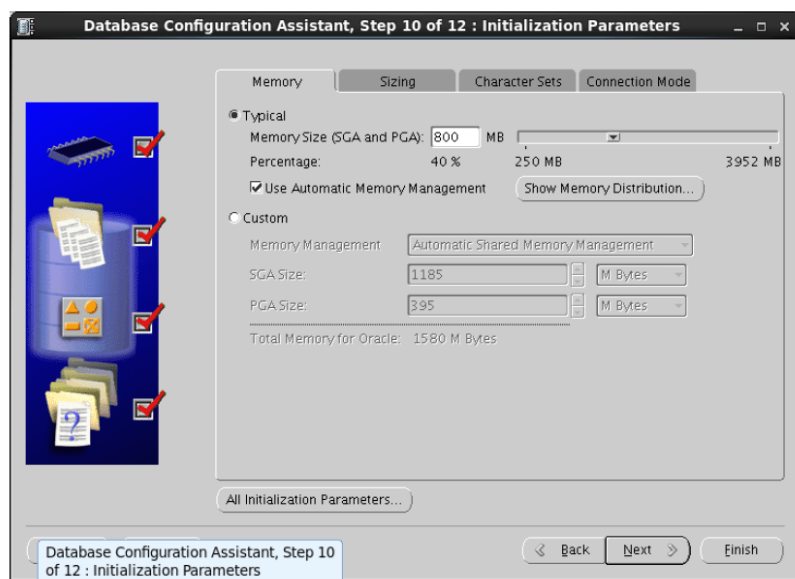 Database Configuration Assistant, Step 10 of 12 : Initialization Parameters
Memory Sizing Character Sets Connection Mode
Typical
Memory Size (SGA and PGA): 800 MB
Percentage: 40 % 250 MB 3952 MB
Use Automatic Memory Management Show Memory Distribution...
Custom
Memory Management Automatic Shared Memory Management
SGA Size: 1185 M Bytes
PGA Size: 395 M Bytes
Total Memory for Oracle: 1580 M Bytes
?
All Initialization Parameters...
Back Next Finish
Database Configuration Assistant, Step 10
of 12 : Initialization Parameters